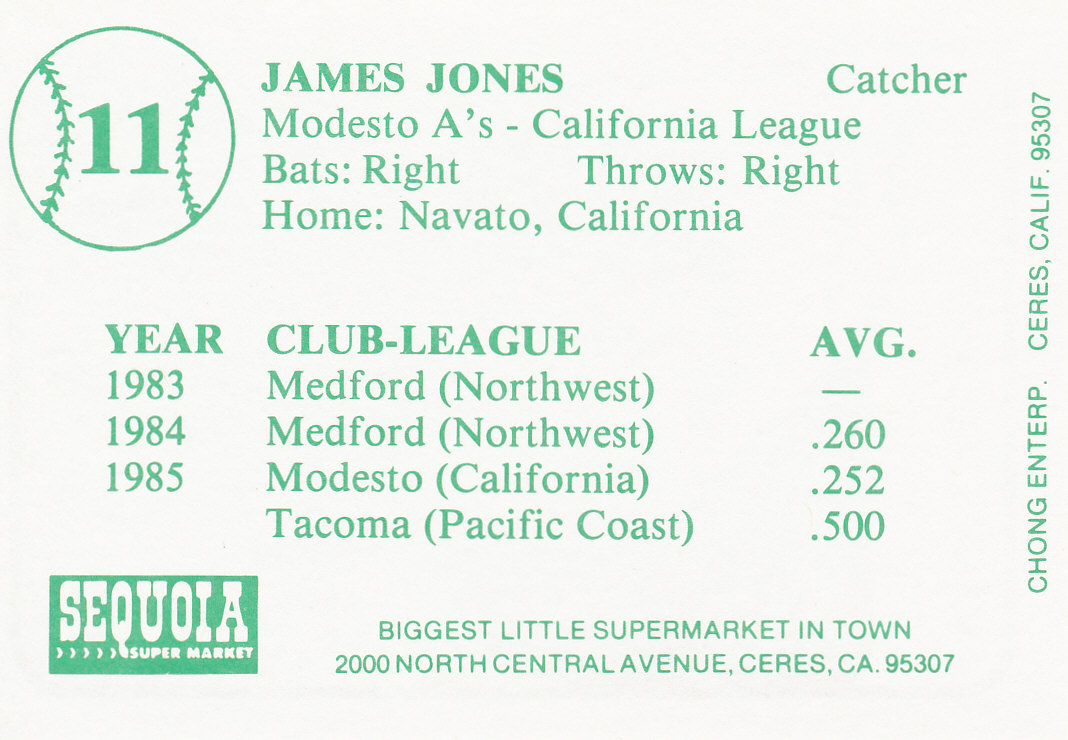 11
JAMES JONES Catcher
Modesto A's - California League
Bats: Right Throws: Right
Home: Navato, California
YEAR CLUB-LEAGUE AVG.
1983 Medford (Northwest) —
1984 Medford (Northwest) .260
1985 Modesto (California) .252
Tacoma (Pacific Coast) .500
SEQUOIA
SUPER MARKET
BIGGEST LITTLE SUPERMARKET IN TOWN
2000 NORTH CENTRAL AVENUE, CERES, CA. 95307
CHONG ENTERP. CERES, CALIF. 95307